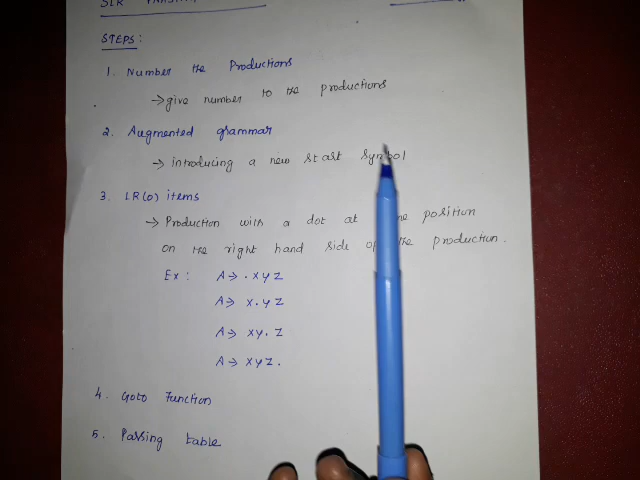 SLR
STEPS:
1. Number the Productions
→ give number to the productions
2. Augmented grammar
→ introducing a new start symbol
3. LR(0) items
→ Production with a dot at position
on the right hand side of the production.
Ex: A → . X Y Z
A → X . Y Z
A → X Y . Z
A → X Y Z .
4. Goto Function
5. Passing table